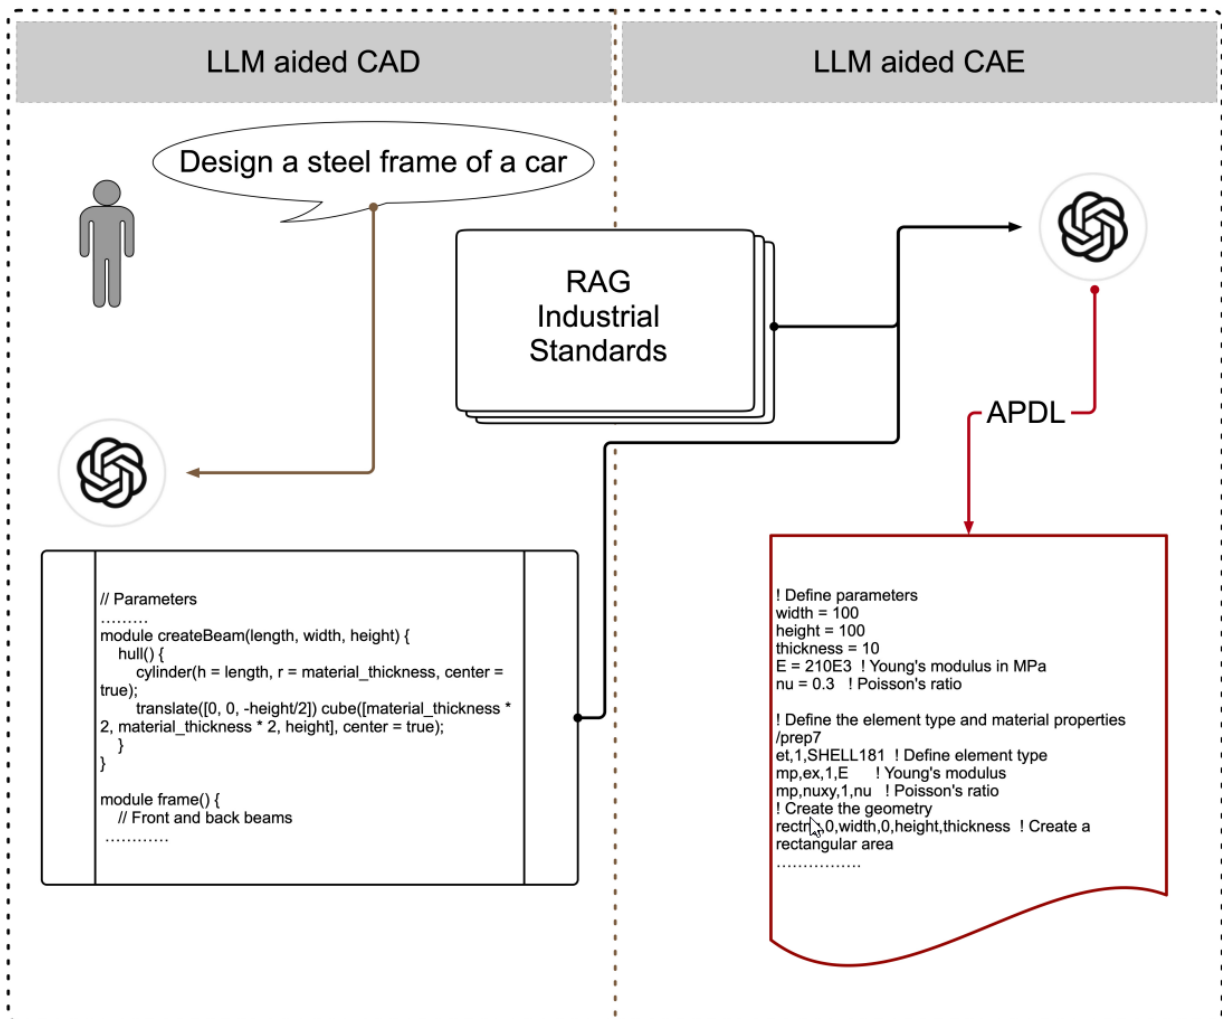 LLM aided CAD
LLM aided CAE
Design a steel frame of a car
RAG
Industrial
Standards
APDL
// Parameters
………
module createBeam(length, width, height) {
hull() {
cylinder(h = length, r = material_thickness, center =
true);
translate([0, 0, -height/2]) cube([material_thickness *
2, material_thickness * 2, height], center = true);
}
}
module frame() {
// Front and back beams
…………
! Define parameters
width = 100
height = 100
thickness = 10
E = 210E3  ! Young's modulus in MPa
nu = 0.3   ! Poisson's ratio
! Define the element type and material properties
/prep7
et,1,SHELL181  ! Define element type
mp,ex,1,E      ! Young's modulus
mp,nuxy,1,nu   ! Poisson's ratio
! Create the geometry
0,width,0,height,thickness  ! Create a
rectangular area
…………….